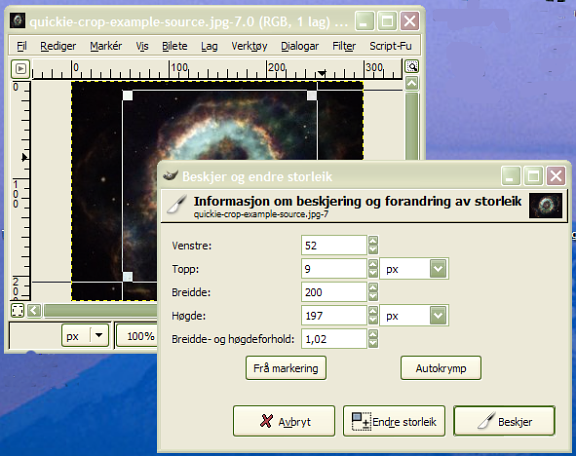 quickie-crop-example-source.jpg-7.0 (RGB, 1 lag) ...
Fil Rediger Markér Vis Bilete Lag Verktøy Dialogar Filter Script-Fu
0 100 200 300
0
100
200
px 100%
Beskjer og endre storleik
Informasjon om beskjering og forandring av storleik
quickie-crop-example-source.jpg-7
Venstre: 52
Topp: 9 px
Breidde: 200
Høgde: 197 px
Breidde- og høgdeforhold: 1,02
Frå markering Autokrymp
Avbryt Endre storleik Beskjer